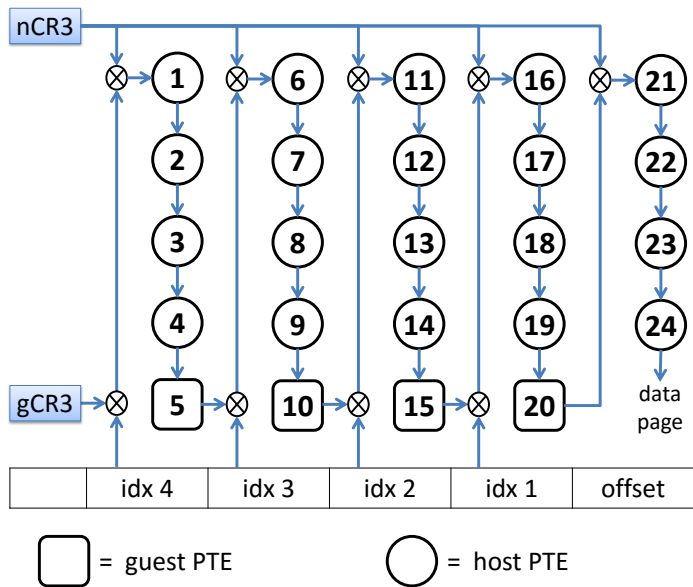 nCR3
1 6 11 16 21
2 7 12 17 22
3 8 13 18 23
4 9 14 19 24
gCR3 5 10 15 20 data
page
idx 4 idx 3 idx 2 idx 1 offset
= guest PTE = host PTE